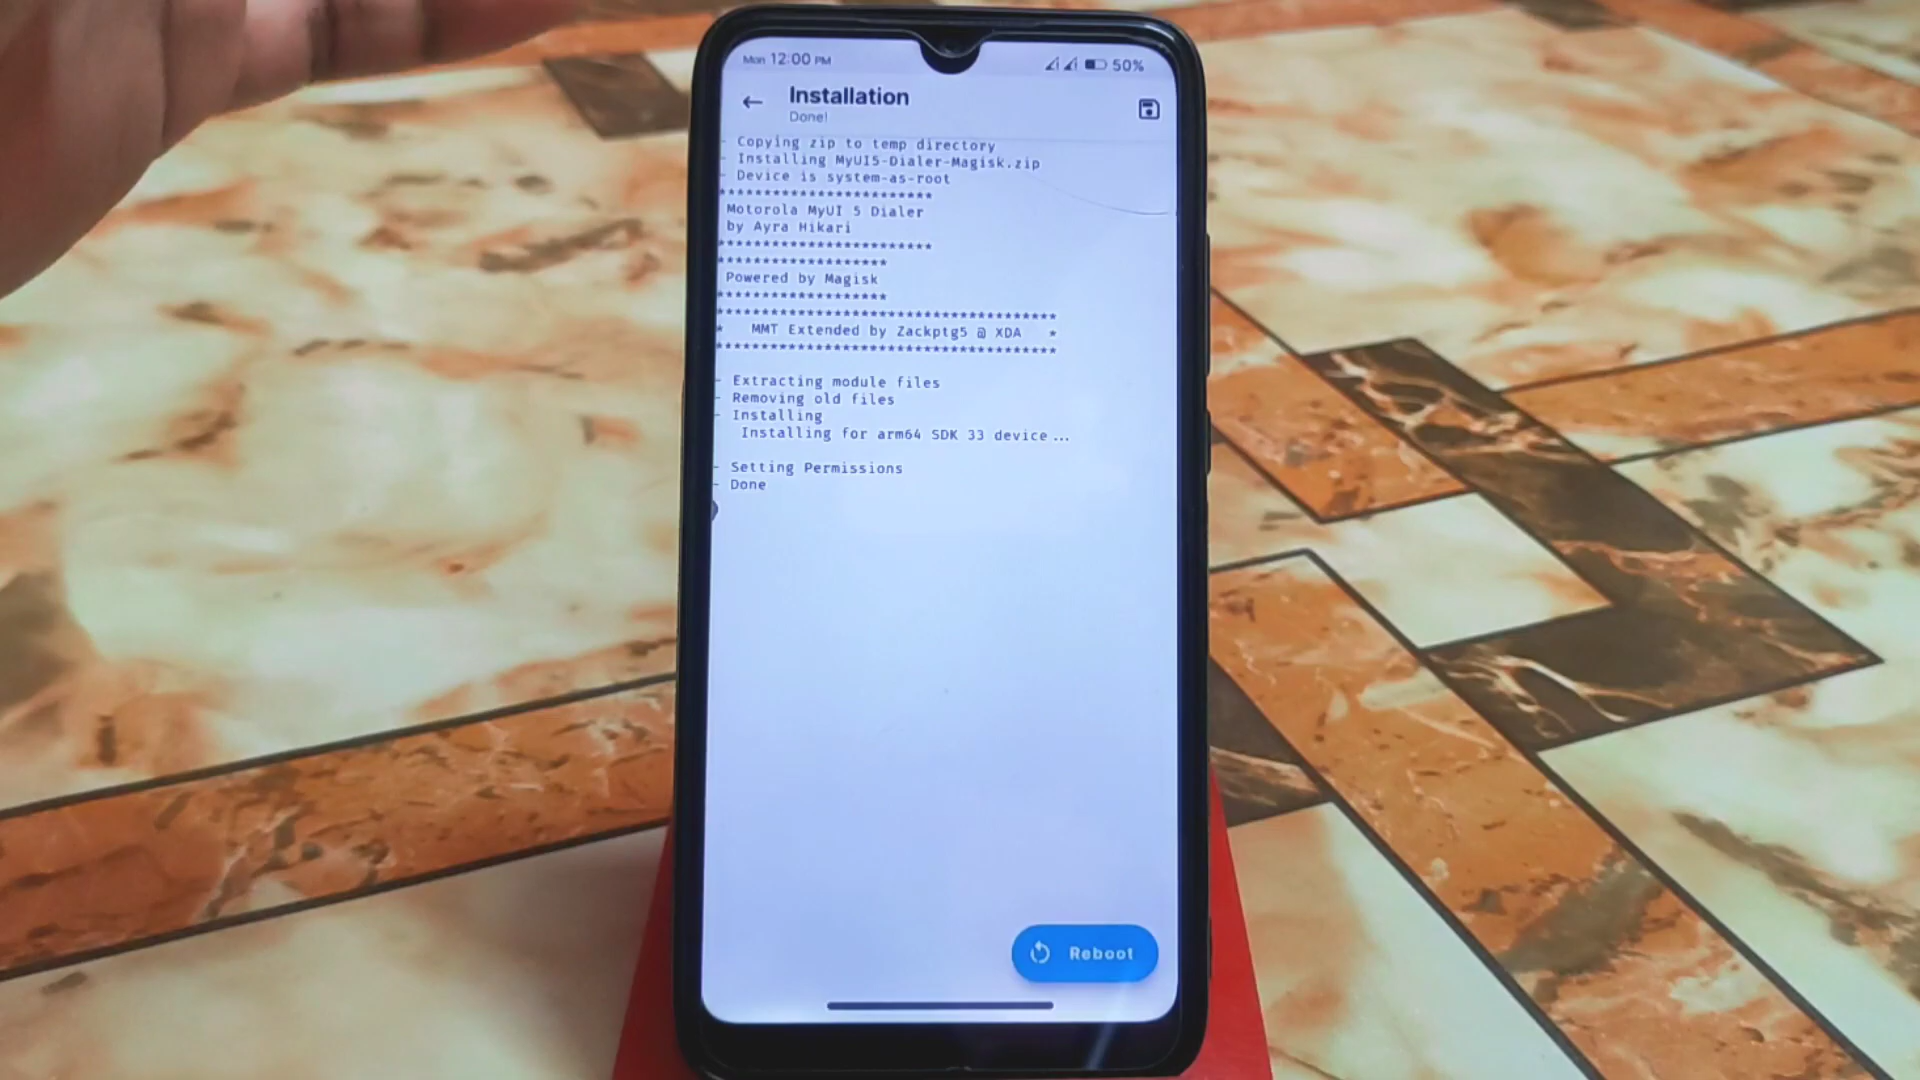 Mon 12:00 PM 50%
Installation
Done!
- Copying zip to temp directory
- Installing MyUI5-Dialer-Magisk.zip
- Device is system-as-root
*************************
Motorola MyUI 5 Dialer
by Ayra Hikari
*************************
********************
Powered by Magisk
********************
****************************************
* MMT Extended by Zackptg5 @ XDA *
****************************************
- Extracting module files
- Removing old files
- Installing
Installing for arm64 SDK 33 device...
- Setting Permissions
- Done
Reboot